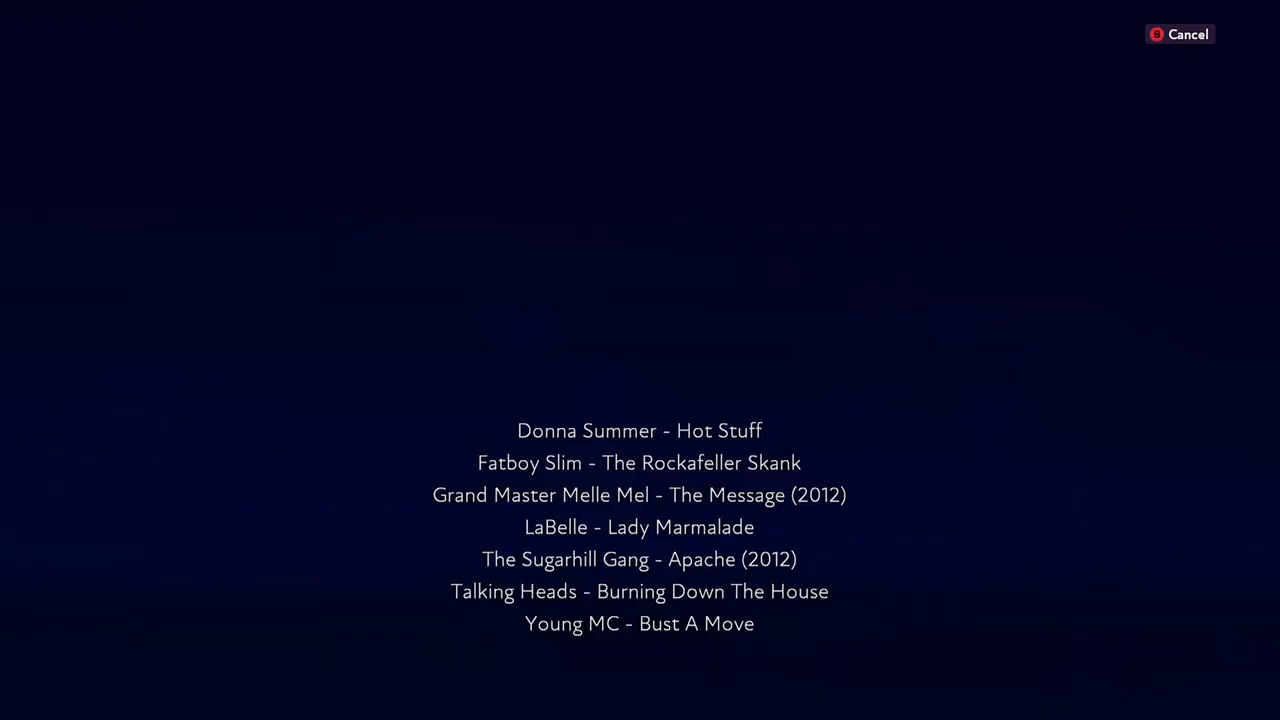 B Cancel
Donna Summer - Hot Stuff
Fatboy Slim - The Rockafeller Skank
Grand Master Melle Mel - The Message (2012)
LaBelle - Lady Marmalade
The Sugarhill Gang - Apache (2012)
Talking Heads - Burning Down The House
Young MC - Bust A Move